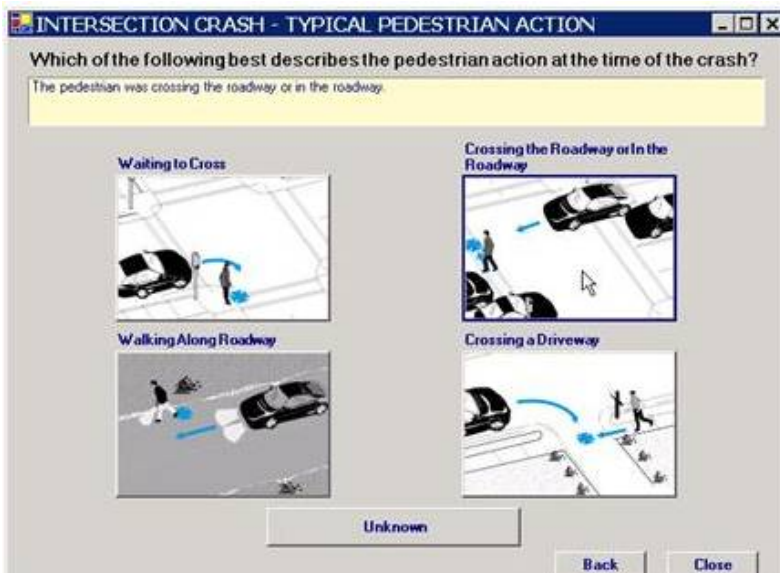 INTERSECTION CRASH - TYPICAL PEDESTRIAN ACTION
Which of the following best describes the pedestrian action at the time of the crash?
The pedestrian was crossing the roadway or in the roadway.
Waiting to Cross
Crossing the Roadway or In the
Roadway
Walking Along Roadway
Crossing a Driveway
Unknown
Back
Close